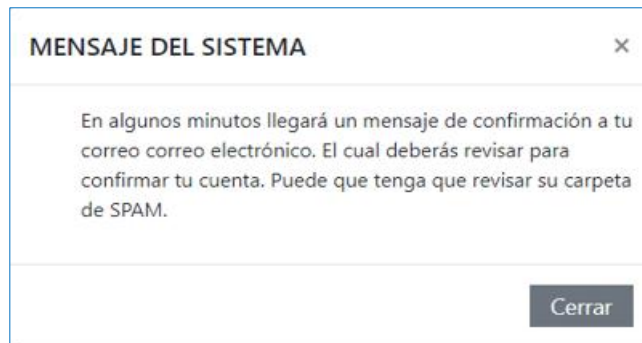 MENSAJE DEL SISTEMA ×
En algunos minutos llegará un mensaje de confirmación a tu
correo correo electrónico. El cual deberás revisar para
confirmar tu cuenta. Puede que tenga que revisar su carpeta
de SPAM.
Cerrar